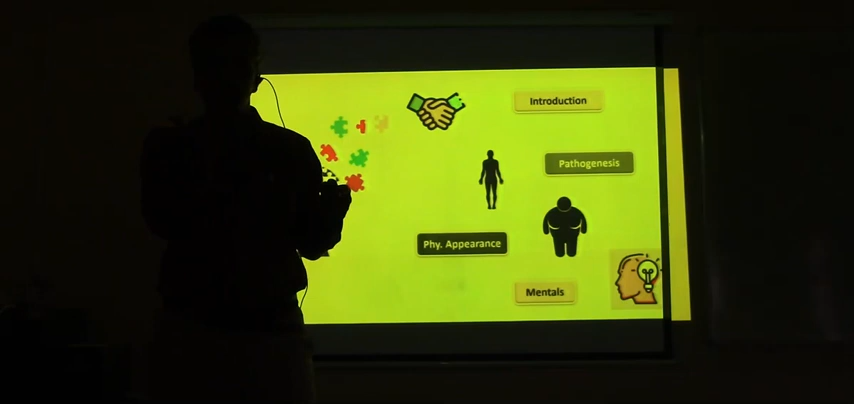 Introduction
Pathogenesis
Phy. Appearance
Mentals